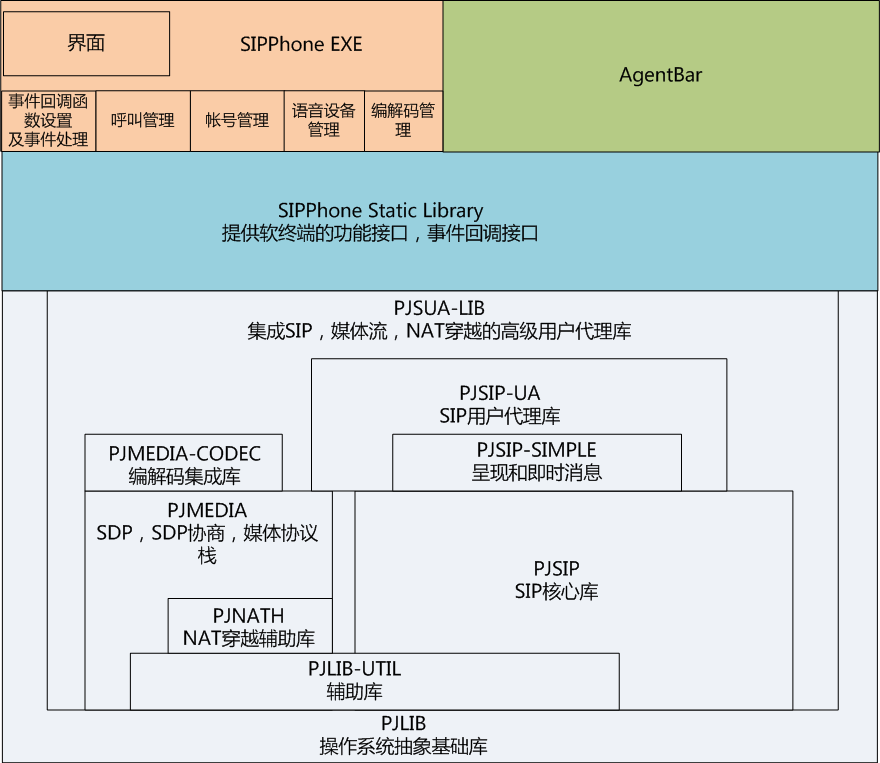 界面
SIPPhone EXE
AgentBar
事件回调函
数设置
及事件处理
呼叫管理
帐号管理
语音设备
管理
编解码管
理
SIPPhone Static Library
提供软终端的功能接口，事件回调接口
PJSUA-LIB
集成SIP，媒体流，NAT穿越的高级用户代理库
PJSIP-UA
SIP用户代理库
PJMEDIA-CODEC
编解码集成库
PJSIP-SIMPLE
呈现和即时消息
PJMEDIA
SDP，SDP协商，媒体协议
栈
PJSIP
SIP核心库
PJNATH
NAT穿越辅助库
PJLIB-UTIL
辅助库
PJLIB
操作系统抽象基础库